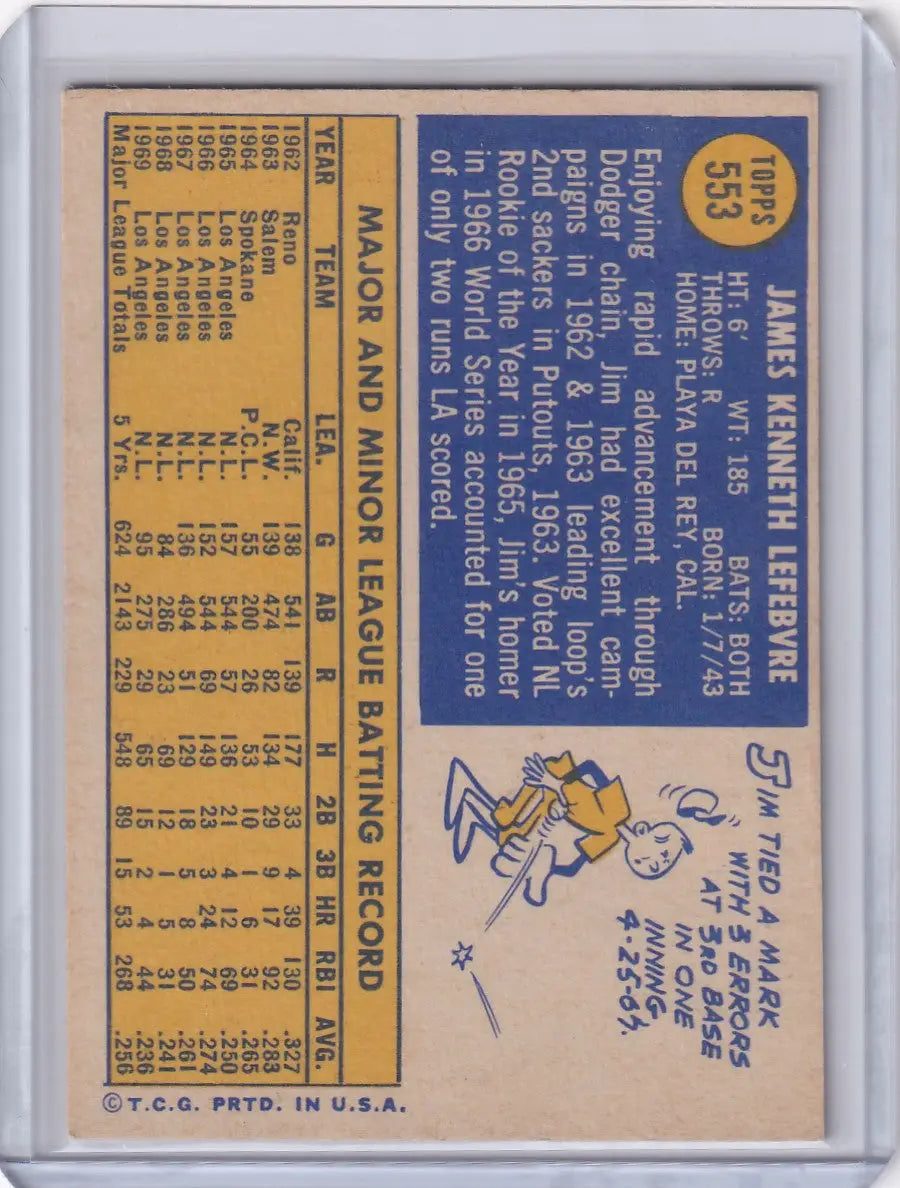 TOPPS
553
JAMES KENNETH LEFEBVRE
HT: 6' WT: 185 BATS: BOTH
THROWS: R BORN: 1/7/43
HOME: PLAYA DEL REY, CAL.
Enjoying rapid advancement through
Dodger chain, Jim had excellent cam-
paigns in 1962 & 1963 leading loop's
2nd sackers in Putouts, 1963. Voted NL
Rookie of the Year in 1965, Jim's homer
in 1966 World Series accounted for one
of only two runs LA scored.
JIM TIED A MARK
WITH 3 ERRORS
AT 3RD BASE
IN ONE
INNING
4-25-67.
MAJOR AND MINOR LEAGUE BATTING RECORD
YEAR TEAM LEA. G AB R H 2B 3B HR RBI AVG.
1962 Reno Calif. 138 541 139 177 33 4 39 130 .327
1963 Salem N.W. 139 474 82 134 29 9 17 92 .283
1964 Spokane P.C.L. 55 200 26 53 10 1 6 31 .265
1965 Los Angeles N.L. 157 544 57 136 21 4 12 69 .250
1966 Los Angeles N.L. 152 544 69 149 23 3 24 74 .274
1967 Los Angeles N.L. 136 494 51 129 18 5 8 50 .261
1968 Los Angeles N.L. 84 286 23 69 12 1 5 31 .241
1969 Los Angeles N.L. 95 275 29 65 15 2 4 44 .236
Major League Totals 5 Yrs. 624 2143 229 548 89 15 53 268 .256
© T.C.G. PRTD. IN U.S.A.